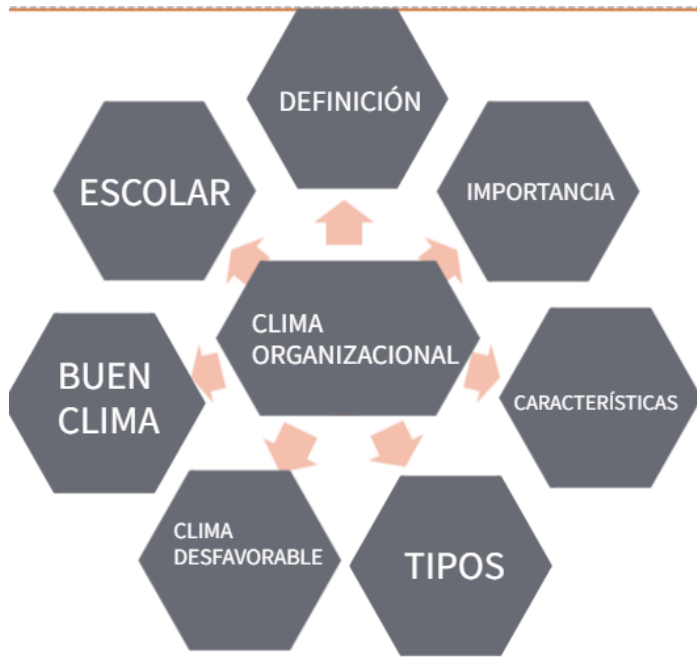 DEFINICIÓN
IMPORTANCIA
CARACTERÍSTICAS
TIPOS
CLIMA
DESFAVORABLE
BUEN
CLIMA
ESCOLAR
CLIMA
ORGANIZACIONAL